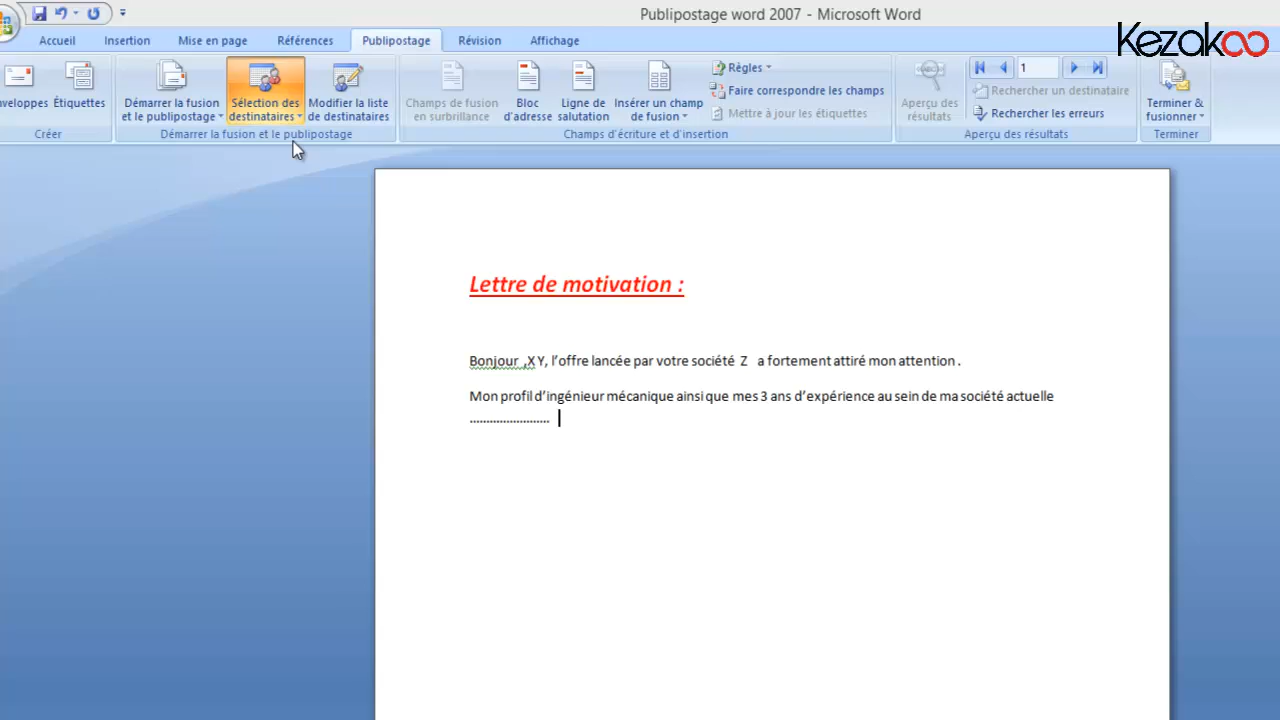 Publipostage word 2007 - Microsoft Word
Kezakoo
Accueil Insertion Mise en page Références Publipostage Révision Affichage
nveloppes Étiquettes
Créer
Démarrer la fusion et le publipostage
Sélection des destinataires
Modifier la liste de destinataires
Démarrer la fusion et le publipostage
Champs de fusion en surbrillance
Bloc d'adresse
Ligne de salutation
Insérer un champ de fusion
Règles
Faire correspondre les champs
Mettre à jour les étiquettes
Champs d'écriture et d'insertion
Aperçu des résultats
1
Rechercher un destinataire
Rechercher les erreurs
Aperçu des résultats
Terminer & fusionner
Terminer
Lettre de motivation :
Bonjour ,X Y, l'offre lancée par votre société Z a fortement attiré mon attention .
Mon profil d'ingénieur mécanique ainsi que mes 3 ans d'expérience au sein de ma société actuelle
........................